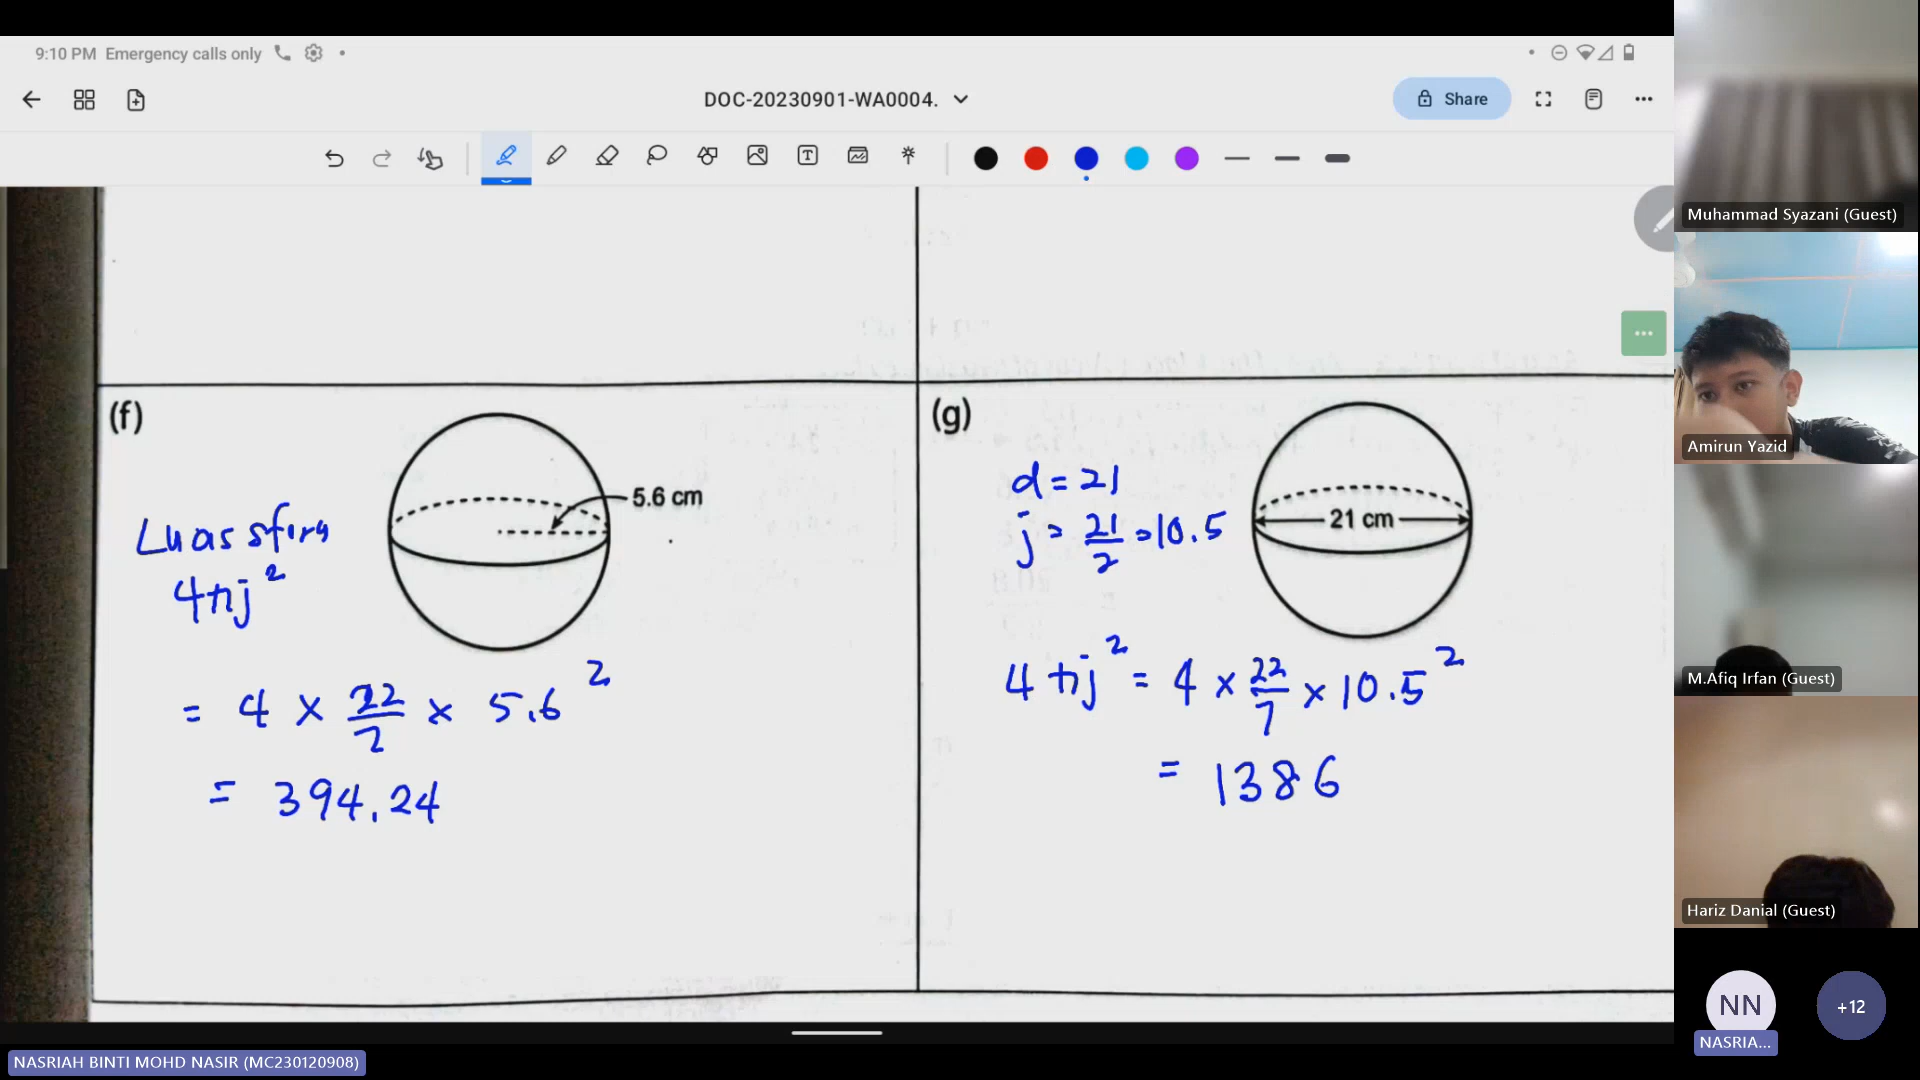 9:10 PM Emergency calls only
DOC-20230901-WA0004.
Share
(f)
5.6 cm
Luas sfira
4πj²
= 4 × 22/7 × 5.6²
= 394.24
(g)
d = 21
j = 21/2 = 10.5
21 cm
4πj² = 4 × 22/7 × 10.5²
= 1386
Muhammad Syazani (Guest)
Amirun Yazid
M.Afiq Irfan (Guest)
Hariz Danial (Guest)
NN
NASRIA...
+12
NASRIAH BINTI MOHD NASIR (MC230120908)